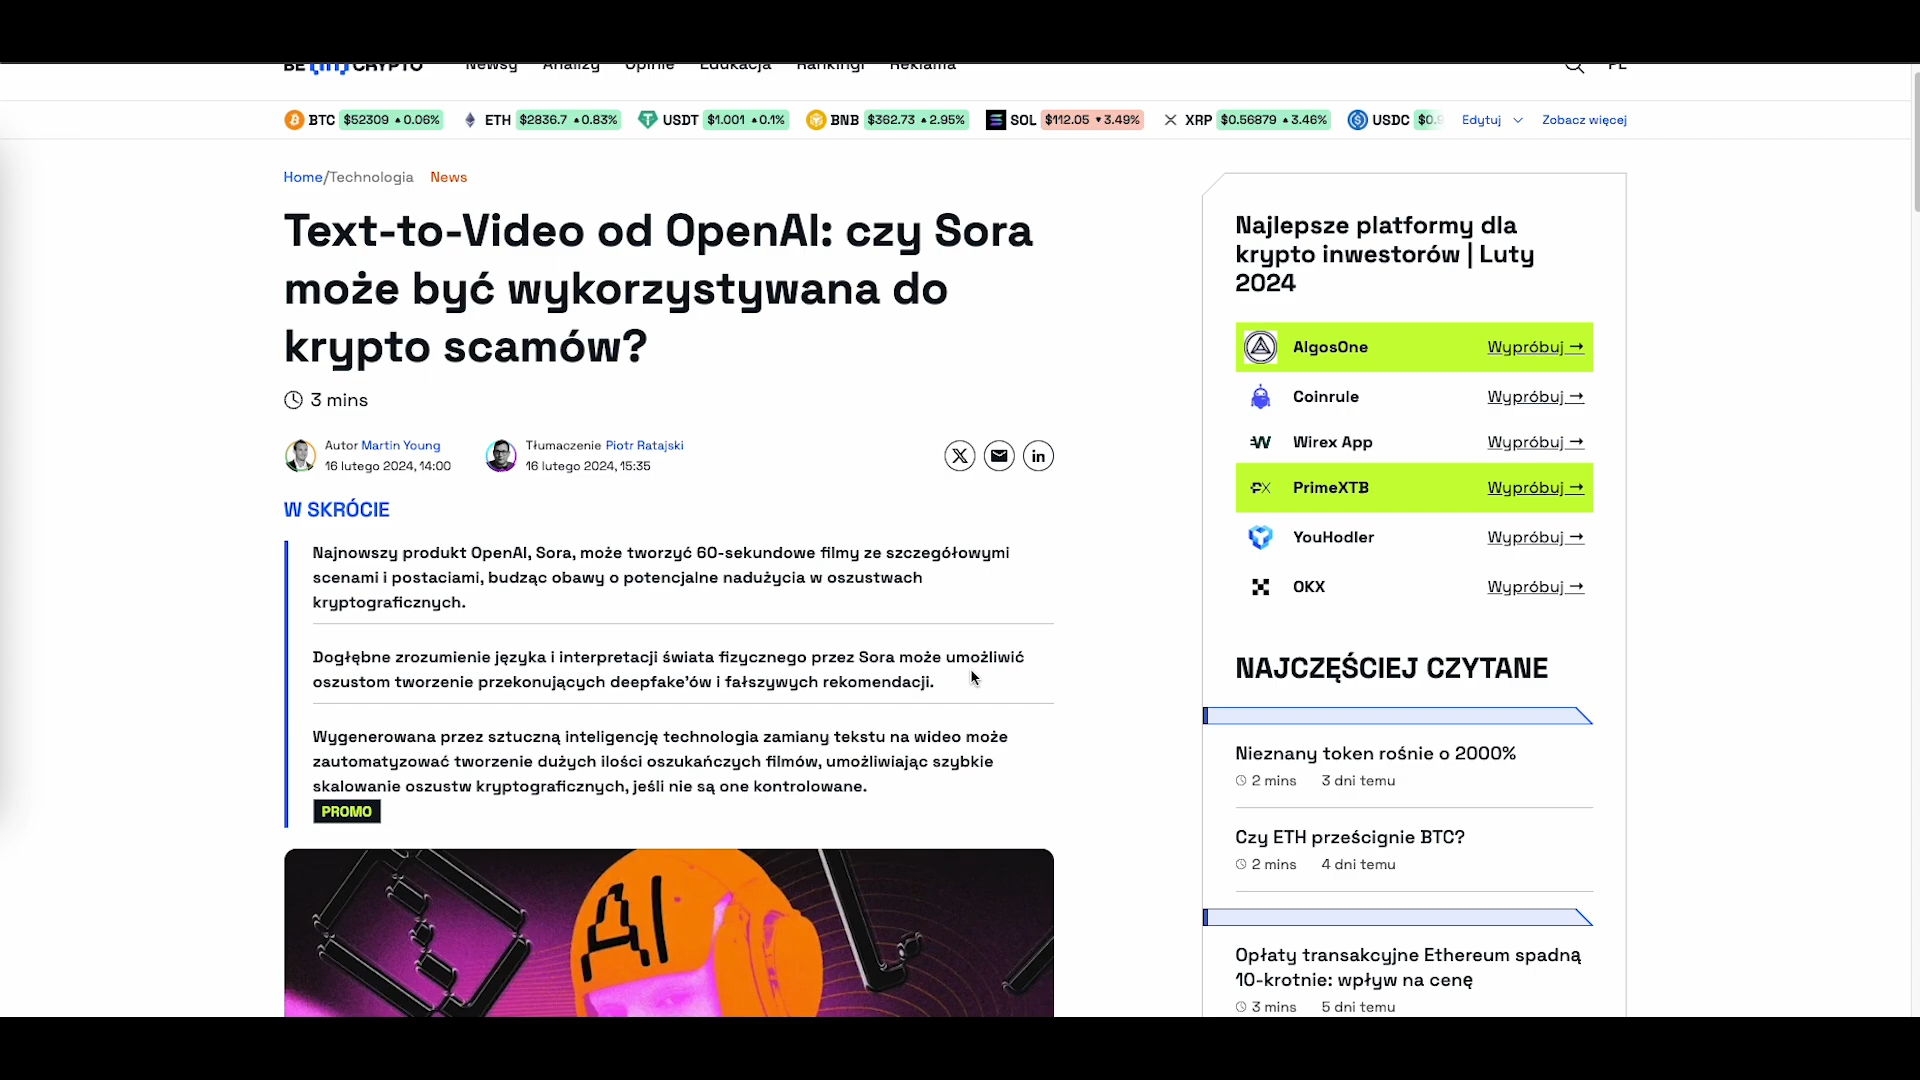 BE[IN]CRYPTO Newsy Analizy Opinie Edukacja Rankingi Reklama PL
BTC $52309 ▲0.06% ETH $2836.7 ▲0.83% USDT $1.001 ▲0.1% BNB $362.73 ▲2.95% SOL $112.05 ▼3.49% XRP $0.56879 ▲3.46% USDC Edytuj Zobacz więcej
Home/Technologia News
Text-to-Video od OpenAI: czy Sora
może być wykorzystywana do
krypto scamów?
3 mins
Autor Martin Young
16 lutego 2024, 14:00
Tłumaczenie Piotr Ratajski
16 lutego 2024, 15:35
W SKRÓCIE
Najnowszy produkt OpenAI, Sora, może tworzyć 60-sekundowe filmy ze szczegółowymi
scenami i postaciami, budząc obawy o potencjalne nadużycia w oszustwach
kryptograficznych.
Dogłębne zrozumienie języka i interpretacji świata fizycznego przez Sora może umożliwić
oszustom tworzenie przekonujących deepfake'ów i fałszywych rekomendacji.
Wygenerowana przez sztuczną inteligencję technologia zamiany tekstu na wideo może
zautomatyzować tworzenie dużych ilości oszukańczych filmów, umożliwiając szybkie
skalowanie oszustw kryptograficznych, jeśli nie są one kontrolowane.
PROMO
AI
Najlepsze platformy dla
krypto inwestorów | Luty
2024
AlgosOne Wypróbuj →
Coinrule Wypróbuj →
Wirex App Wypróbuj →
PrimeXTB Wypróbuj →
YouHodler Wypróbuj →
OKX Wypróbuj →
NAJCZĘŚCIEJ CZYTANE
Nieznany token rośnie o 2000%
2 mins 3 dni temu
Czy ETH prześcignie BTC?
2 mins 4 dni temu
Opłaty transakcyjne Ethereum spadną
10-krotnie: wpływ na cenę
3 mins 5 dni temu